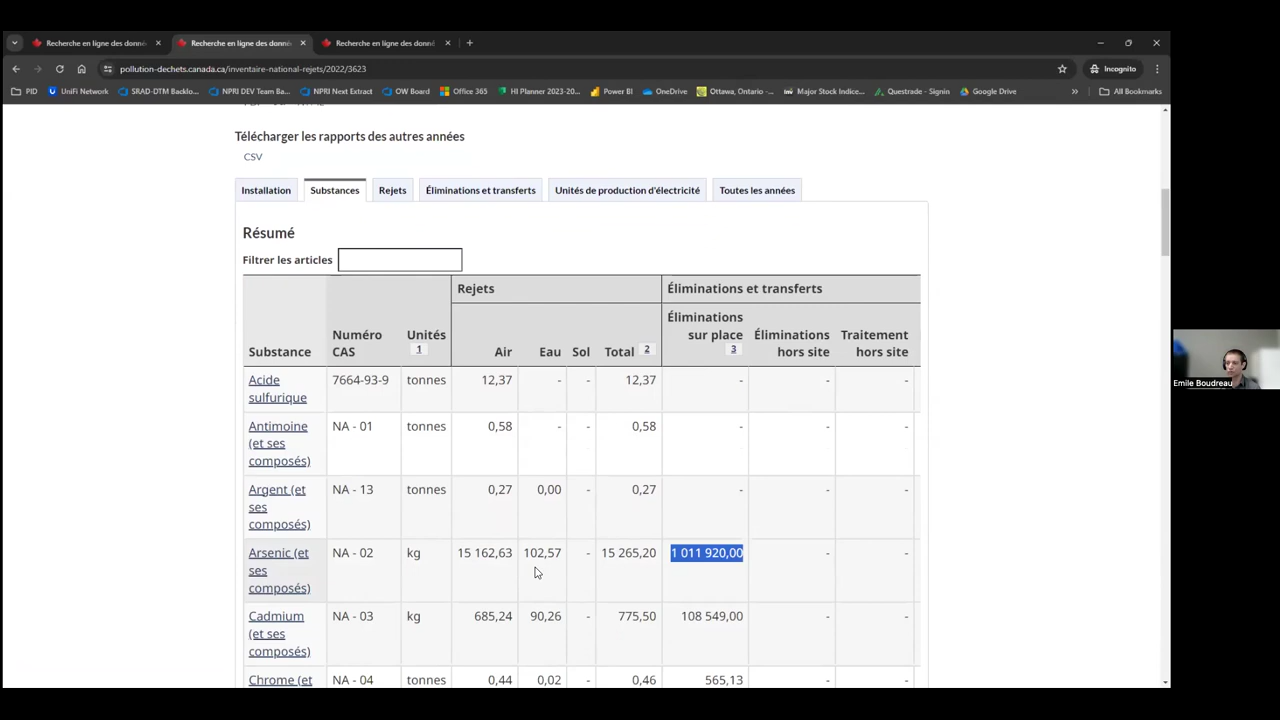 Recherche en ligne des donné
Recherche en ligne des donné
Recherche en ligne des donné
pollution-dechets.canada.ca/inventaire-national-rejets/2022/3623
Incognito
PID
UniFi Network
SRAD-DTM Backlo...
NPRI DEV Team Ba...
NPRI Next Extract
OW Board
Office 365
HI Planner 2023-20...
Power BI
OneDrive
Ottawa, Ontario -...
Major Stock Indice...
Questrade - Signin
Google Drive
All Bookmarks
Télécharger les rapports des autres années
CSV
Installation
Substances
Rejets
Éliminations et transferts
Unités de production d'électricité
Toutes les années
Résumé
Filtrer les articles
Rejets
Éliminations et transferts
Substance
Numéro
CAS
Unités
1
Air
Eau
Sol
Total 2
Éliminations
sur place
3
Éliminations
hors site
Traitement
hors site
Acide
sulfurique
7664-93-9
tonnes
12,37
-
-
12,37
-
-
-
Antimoine
(et ses
composés)
NA - 01
tonnes
0,58
-
-
0,58
-
-
-
Argent (et
ses
composés)
NA - 13
tonnes
0,27
0,00
-
0,27
-
-
-
Arsenic (et
ses
composés)
NA - 02
kg
15 162,63
102,57
-
15 265,20
1 011 920,00
-
-
Cadmium
(et ses
composés)
NA - 03
kg
685,24
90,26
-
775,50
108 549,00
-
-
Chrome (et
NA - 04
tonnes
0,44
0,02
-
0,46
565,13
-
-
Emile Boudreau